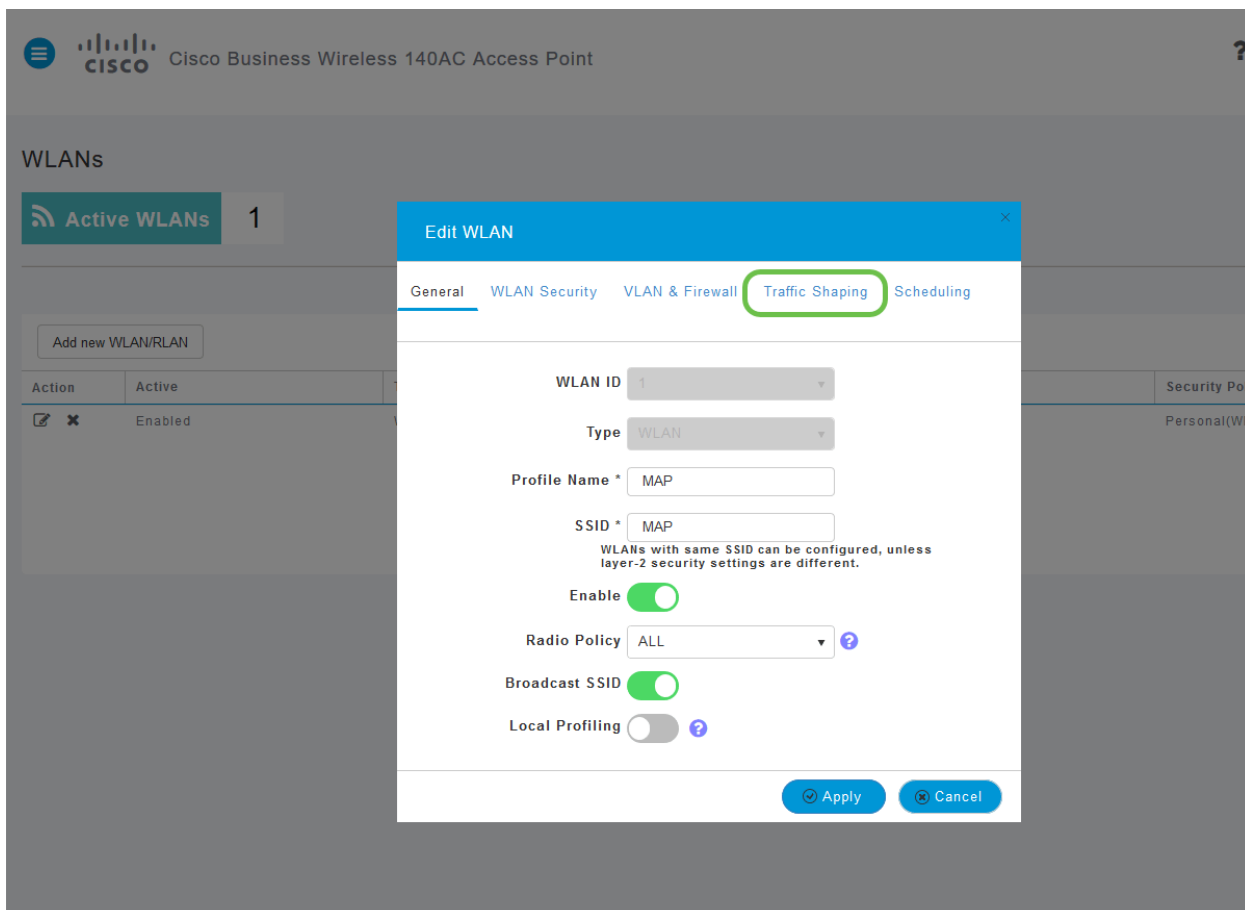 CISCO
Cisco Business Wireless 140AC Access Point
?
WLANs
Active WLANs 1
Edit WLAN
General WLAN Security VLAN & Firewall Traffic Shaping Scheduling
Add new WLAN/RLAN
Action Active Security Po
Enabled Personal(W
WLAN ID 1
Type WLAN
Profile Name * MAP
SSID * MAP
WLANs with same SSID can be configured, unless
layer-2 security settings are different.
Enable
Radio Policy ALL ?
Broadcast SSID
Local Profiling ?
Apply Cancel